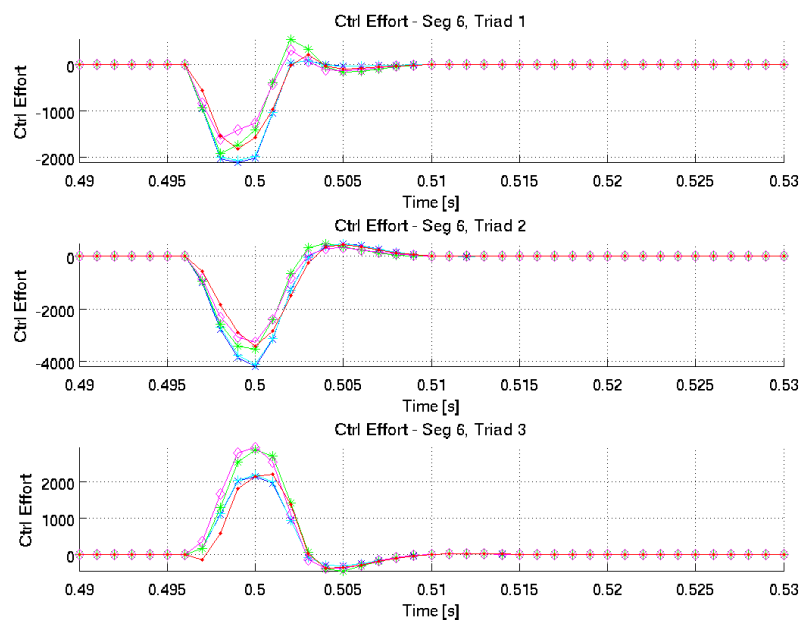 Ctrl Effort - Seg 6, Triad 1
0
-1000
-2000
Ctrl Effort
0.49 0.495 0.5 0.505 0.51 0.515 0.52 0.525 0.53
Time [s]
Ctrl Effort - Seg 6, Triad 2
0
-2000
-4000
Ctrl Effort
0.49 0.495 0.5 0.505 0.51 0.515 0.52 0.525 0.53
Time [s]
Ctrl Effort - Seg 6, Triad 3
2000
1000
0
Ctrl Effort
0.49 0.495 0.5 0.505 0.51 0.515 0.52 0.525 0.53
Time [s]